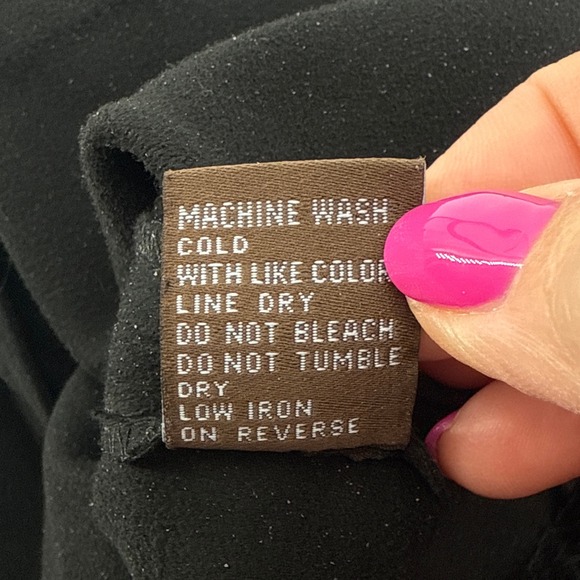 MACHINE WASH
COLD
WITH LIKE COLOR
LINE DRY
DO NOT BLEACH
DO NOT TUMBLE
DRY
LOW IRON
ON REVERSE